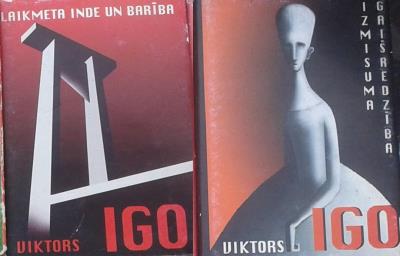 LAIKMETA INDE UN BARĪBA
VIKTORS IGO
IZMISUMA
GAIŠREDZĪBA
VIKTORS IGO